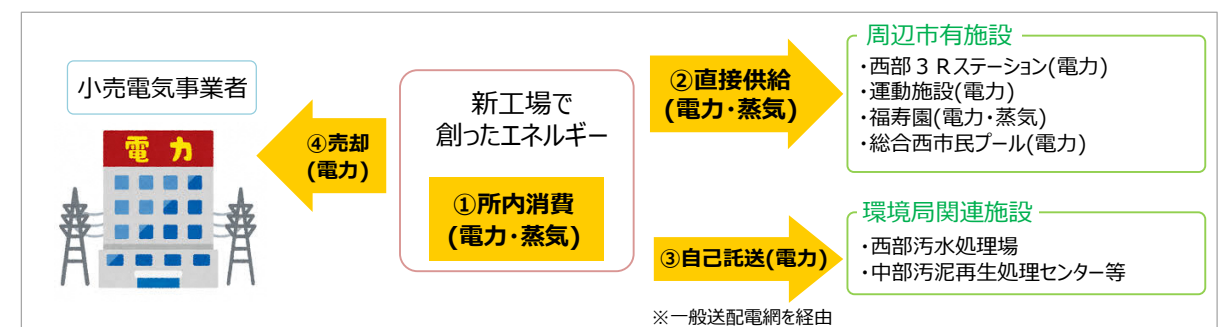 小売電気事業者
電力
④売却
(電力)
新工場で
創ったエネルギー
①所内消費
(電力・蒸気)
②直接供給
(電力・蒸気)
周辺市有施設
・西部3Rステーション(電力)
・運動施設(電力)
・福寿園(電力・蒸気)
・総合西市民プール(電力)
③自己託送(電力)
※一般送配電網を経由
環境局関連施設
・西部汚水処理場
・中部汚泥再生処理センター等